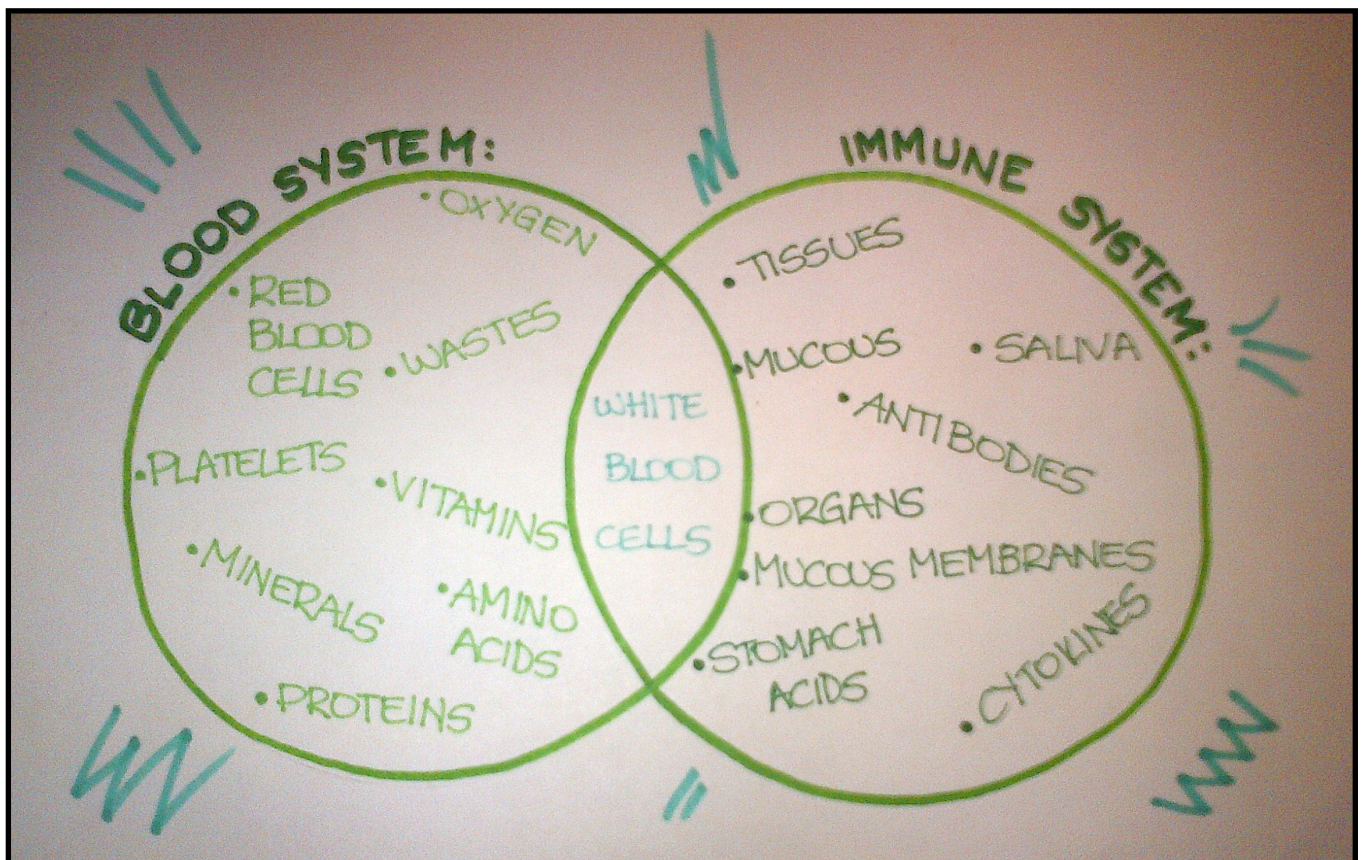 BLOOD SYSTEM:
• OXYGEN
• RED
BLOOD
CELLS
• WASTES
• PLATELETS
• VITAMINS
• MINERALS
• AMINO
ACIDS
• PROTEINS
WHITE
BLOOD
CELLS
IMMUNE SYSTEM:
• TISSUES
• MUCOUS
• SALIVA
• ANTIBODIES
• ORGANS
• MUCOUS MEMBRANES
• STOMACH
ACIDS
• CYTOKINES